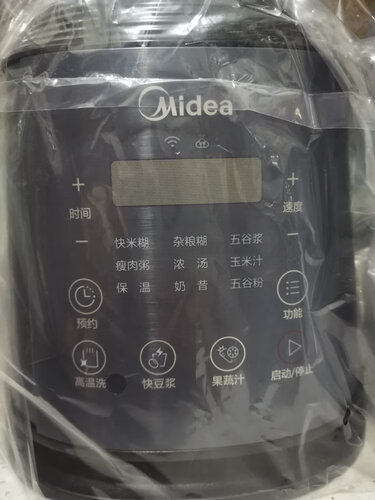 Midea
+
+
时间
速度
快米糊 杂粮糊 五谷浆
瘦肉粥 浓汤 玉米汁
保温 奶昔 五谷粉
预约
功能
高温洗
快豆浆
果蔬汁
启动/停止